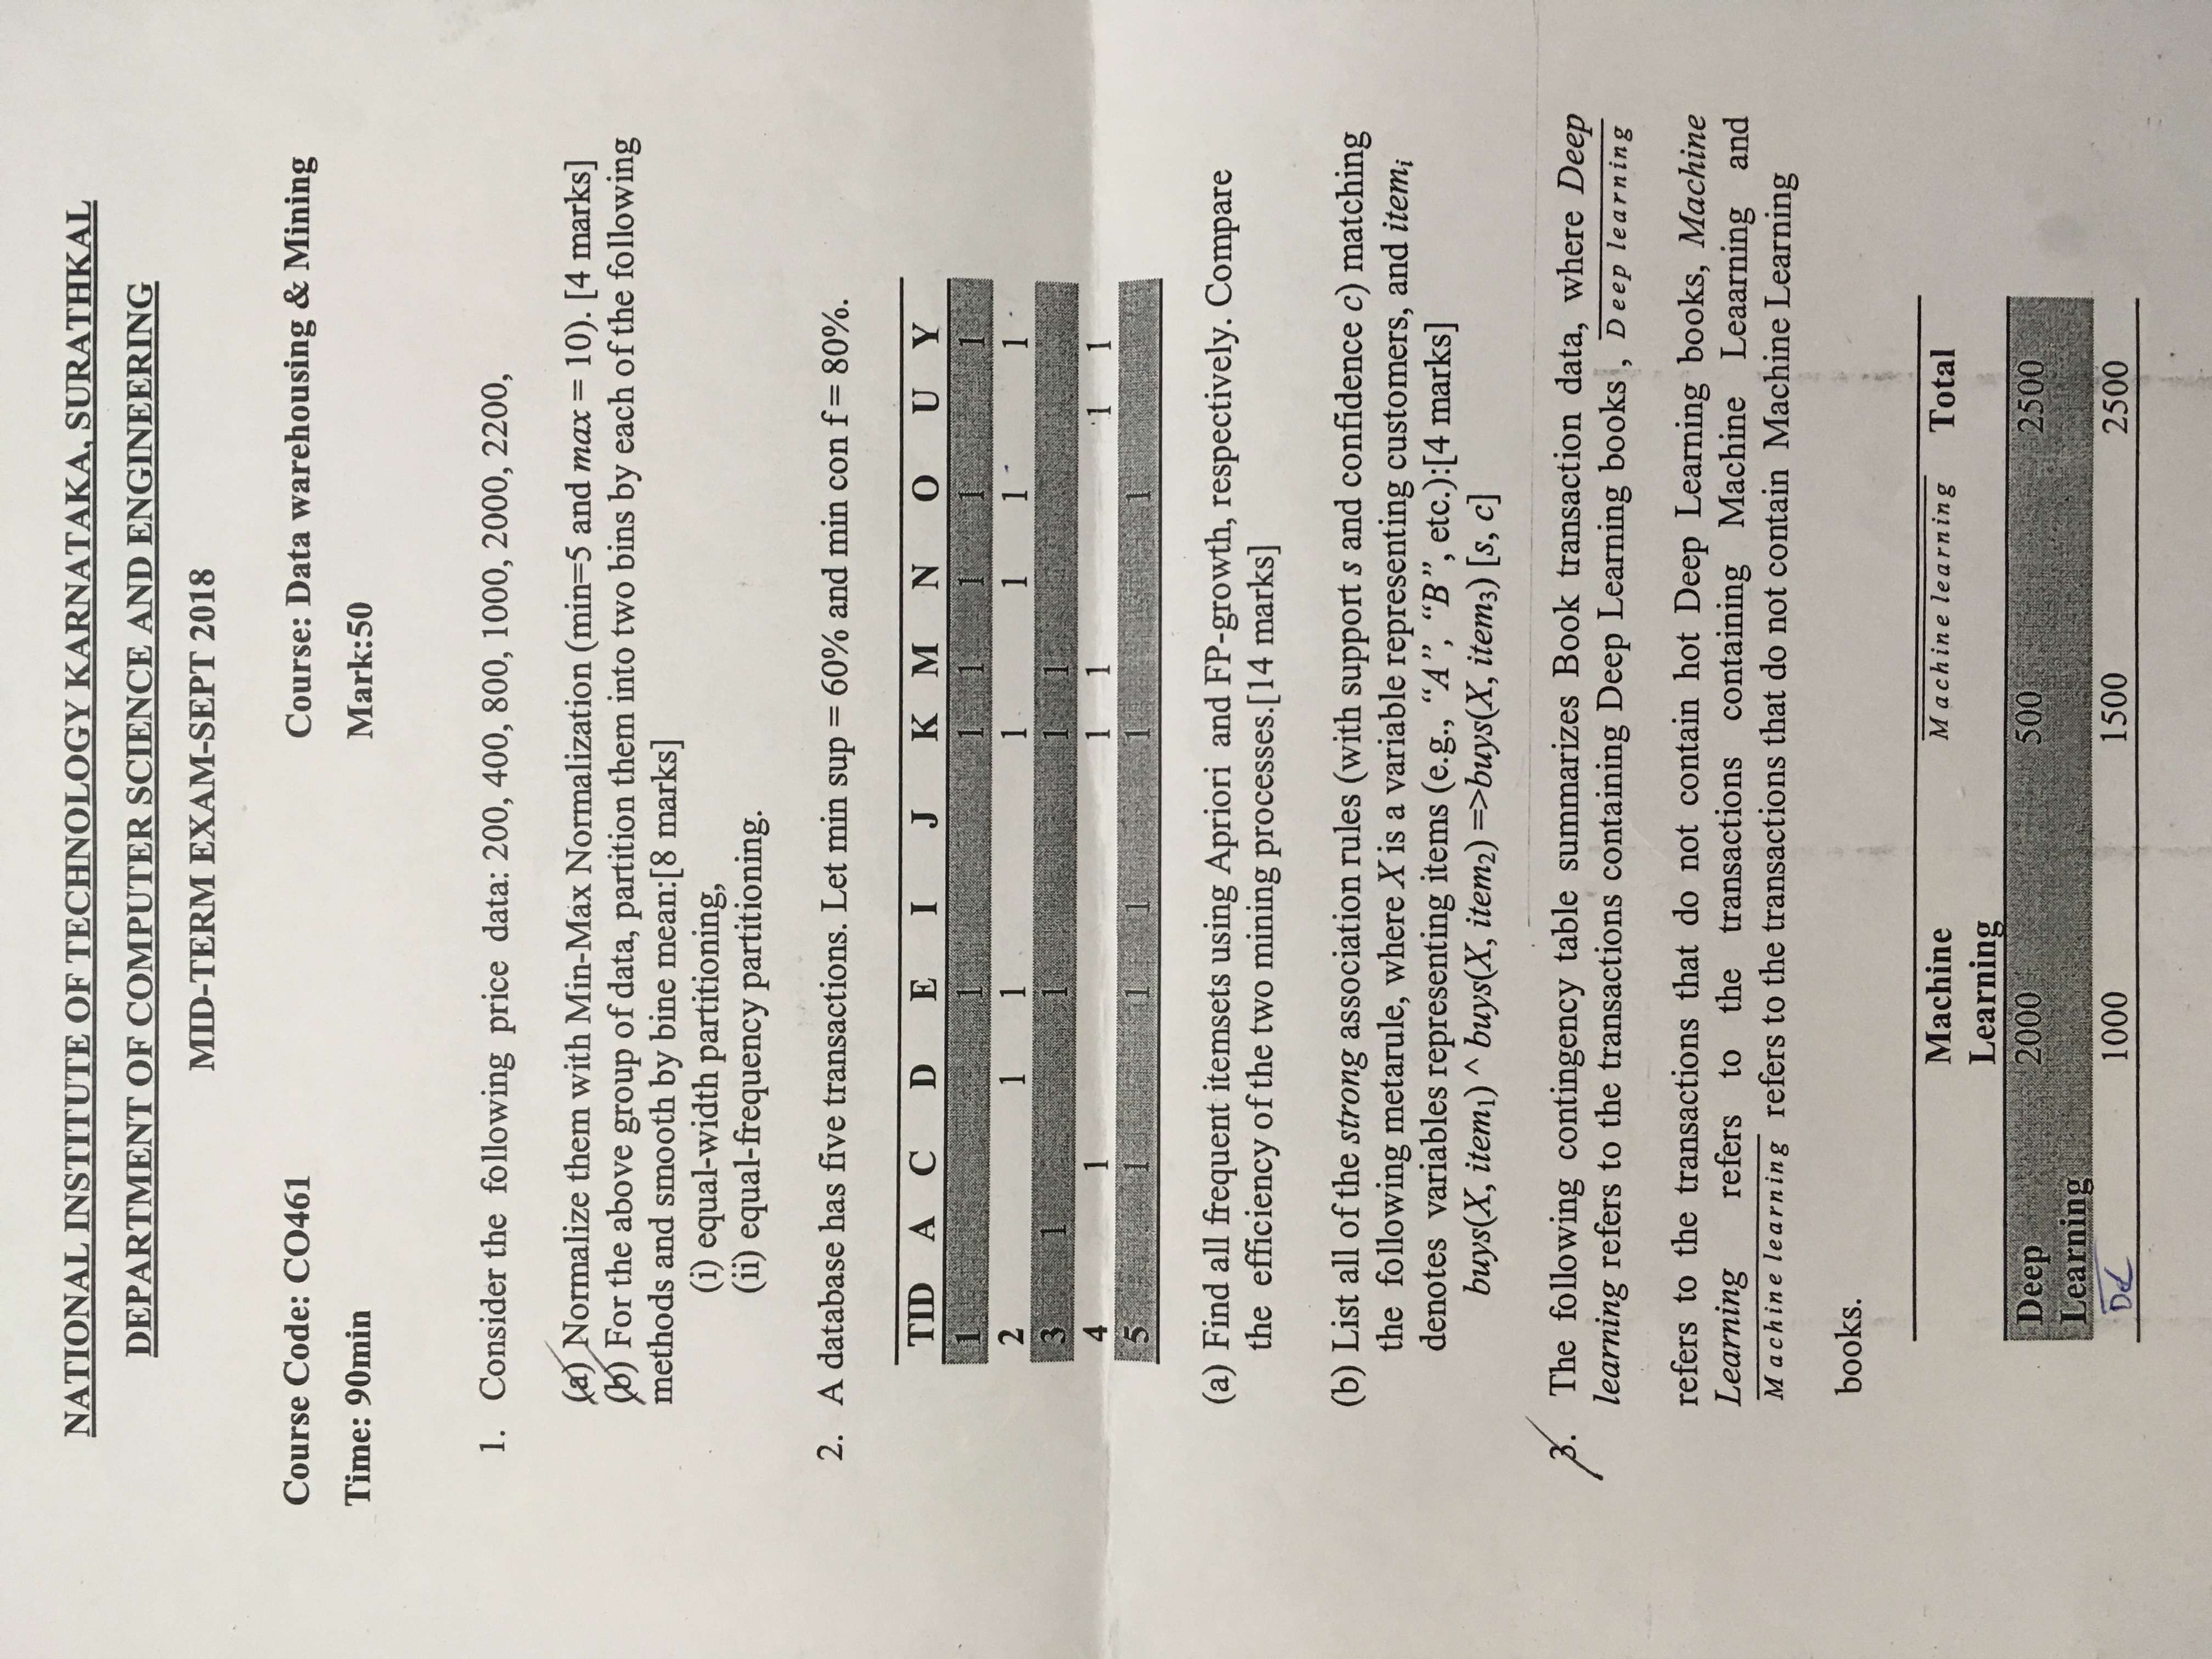 NATIONAL INSTITUTE OF TECHNOLOGY KARNATAKA, SURATHKAL
DEPARTMENT OF COMPUTER SCIENCE AND ENGINEERING
MID-TERM EXAM-SEPT 2018
Course Code: CO461 Course: Data warehousing & Mining
Time: 90min Mark:50
1. Consider the following price data: 200, 400, 800, 1000, 2000, 2200,
(a) Normalize them with Min-Max Normalization (min=5 and max = 10). [4 marks]
(b) For the above group of data, partition them into two bins by each of the following
methods and smooth by bine mean:[8 marks]
(i) equal-width partitioning,
(ii) equal-frequency partitioning.
2. A database has five transactions. Let min sup = 60% and min con f= 80%.
TID A C D E I J K M N O U Y
1 1 1 1 1 1 1
2 1 1 1 1 1 1
3 1 1 1 1
4 1 1 1 1 1
5 1 1 1 1 1
(a) Find all frequent itemsets using Apriori and FP-growth, respectively. Compare
the efficiency of the two mining processes.[14 marks]
(b) List all of the strong association rules (with support s and confidence c) matching
the following metarule, where X is a variable representing customers, and itemi
denotes variables representing items (e.g., “A”, “B”, etc.):[4 marks]
buys(X, item1) ^ buys(X, item2) =>buys(X, item3) [s, c]
3. The following contingency table summarizes Book transaction data, where Deep
learning refers to the transactions containing Deep Learning books , Deep learning
refers to the transactions that do not contain hot Deep Learning books, Machine
Learning refers to the transactions containing Machine Leaarning and
Machine learning refers to the transactions that do not contain Machine Learning
books.
Machine Machine learning Total
Learning
Deep 2000 500 2500
Learning
DL 1000 1500 2500